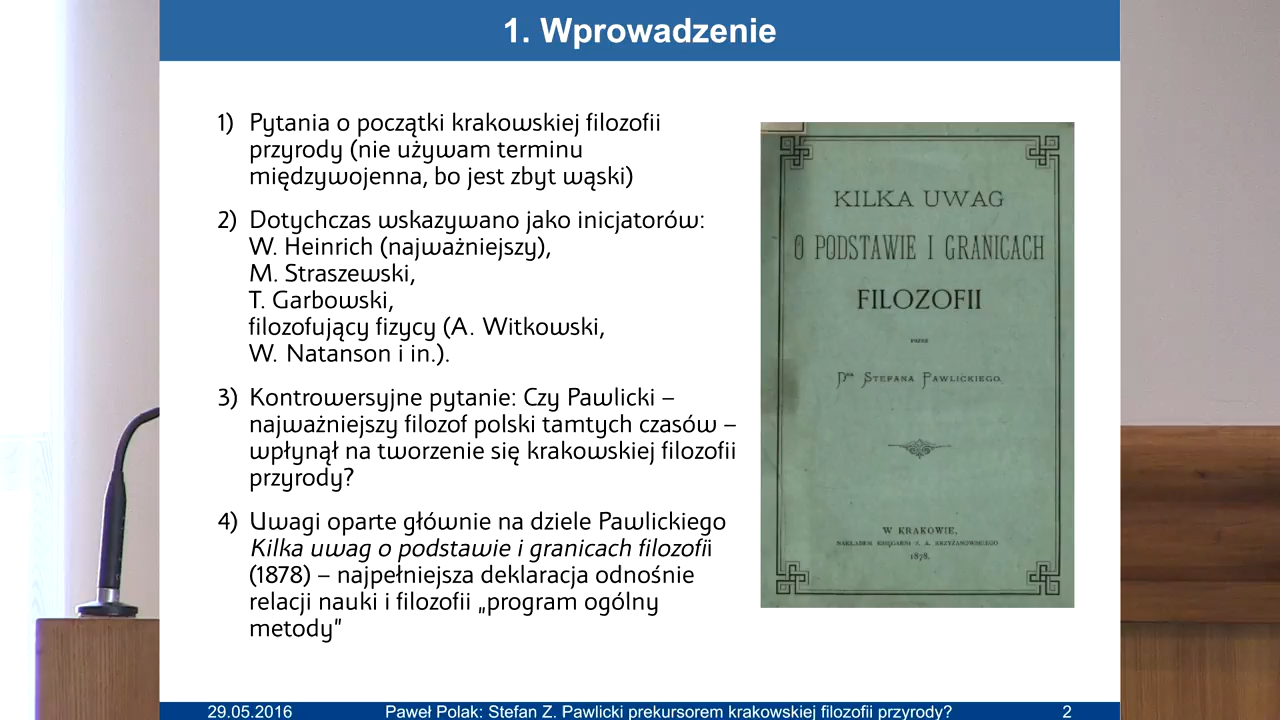 1. Wprowadzenie
1) Pytania o początki krakowskiej filozofii
przyrody (nie używam terminu
międzywojenna, bo jest zbyt wąski)
2) Dotychczas wskazywano jako inicjatorów:
W. Heinrich (najważniejszy),
M. Straszewski,
T. Garbowski,
filozofujący fizycy (A. Witkowski,
W. Natanson i in.).
3) Kontrowersyjne pytanie: Czy Pawlicki –
najważniejszy filozof polski tamtych czasów –
wpłynął na tworzenie się krakowskiej filozofii
przyrody?
4) Uwagi oparte głównie na dziele Pawlickiego
Kilka uwag o podstawie i granicach filozofii
(1878) – najpełniejsza deklaracja odnośnie
relacji nauki i filozofii „program ogólny
metody”
KILKA UWAG
O PODSTAWIE I GRANICACH
FILOZOFII
PRZEZ
Dra STEFANA PAWLICKIEGO.
W KRAKOWIE,
NAKŁADEM KSIĘGARNI J. A. KRZYŻANOWSKIEGO
1878.
29.05.2016
Paweł Polak: Stefan Z. Pawlicki prekursorem krakowskiej filozofii przyrody?
2